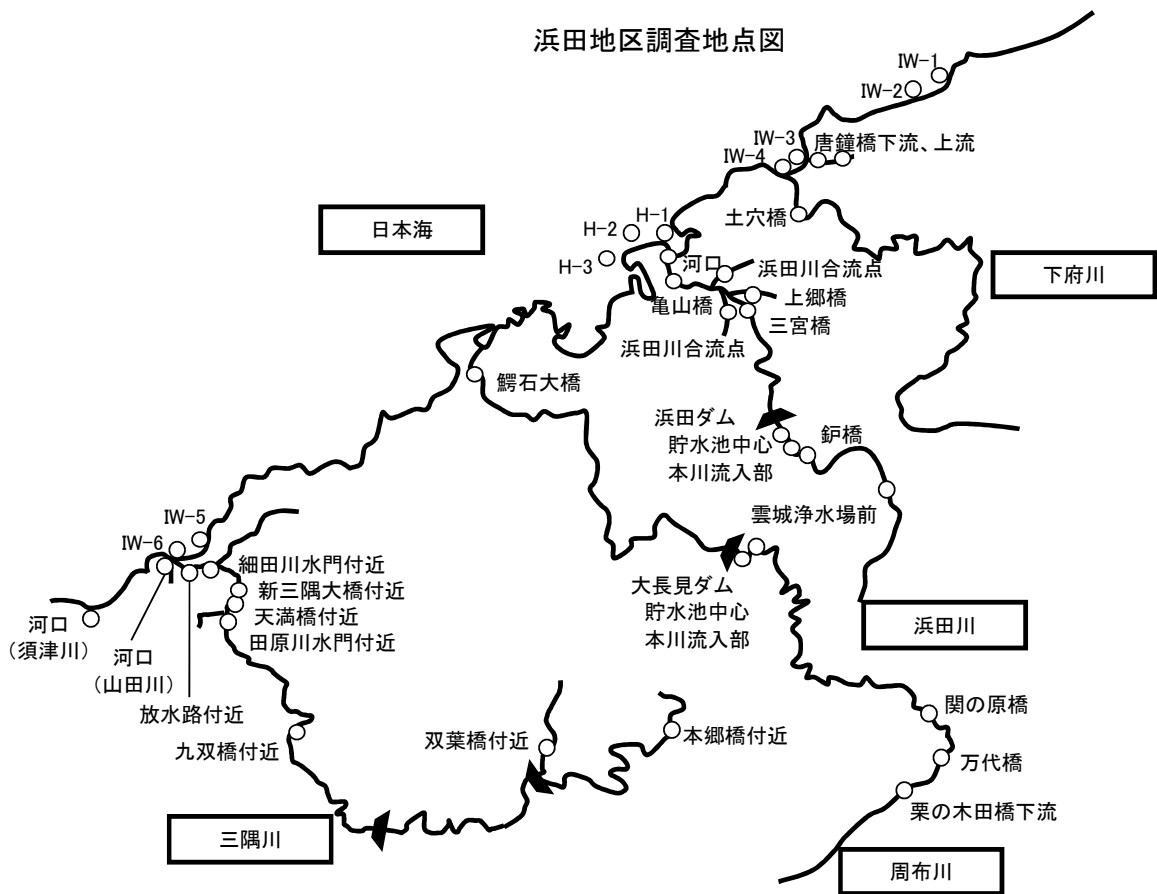 浜田地区調査地点図
IW-1
IW-2
IW-3
唐鐘橋下流、上流
IW-4
H-1
土穴橋
日本海
H-2
H-3
河口
浜田川合流点
下府川
亀山橋
上郷橋
三宮橋
浜田川合流点
鰐石大橋
浜田ダム
貯水池中心
本川流入部
鈩橋
雲城浄水場前
IW-5
IW-6
細田川水門付近
新三隅大橋付近
天満橋付近
田原川水門付近
大長見ダム
貯水池中心
本川流入部
浜田川
河口
(須津川)
河口
(山田川)
放水路付近
九双橋付近
双葉橋付近
本郷橋付近
関の原橋
万代橋
栗の木田橋下流
三隅川
周布川